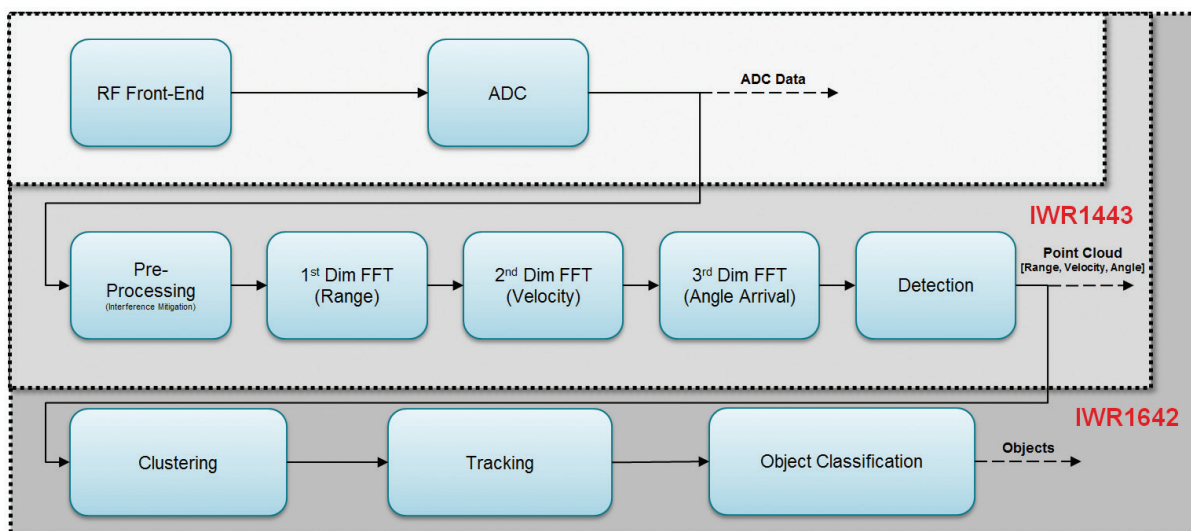 RF Front-End
ADC
ADC Data
IWR1443
Pre-
Processing
(Interference Mitigation)
1st Dim FFT
(Range)
2nd Dim FFT
(Velocity)
3rd Dim FFT
(Angle Arrival)
Detection
Point Cloud
[Range, Velocity, Angle]
IWR1642
Clustering
Tracking
Object Classification
Objects